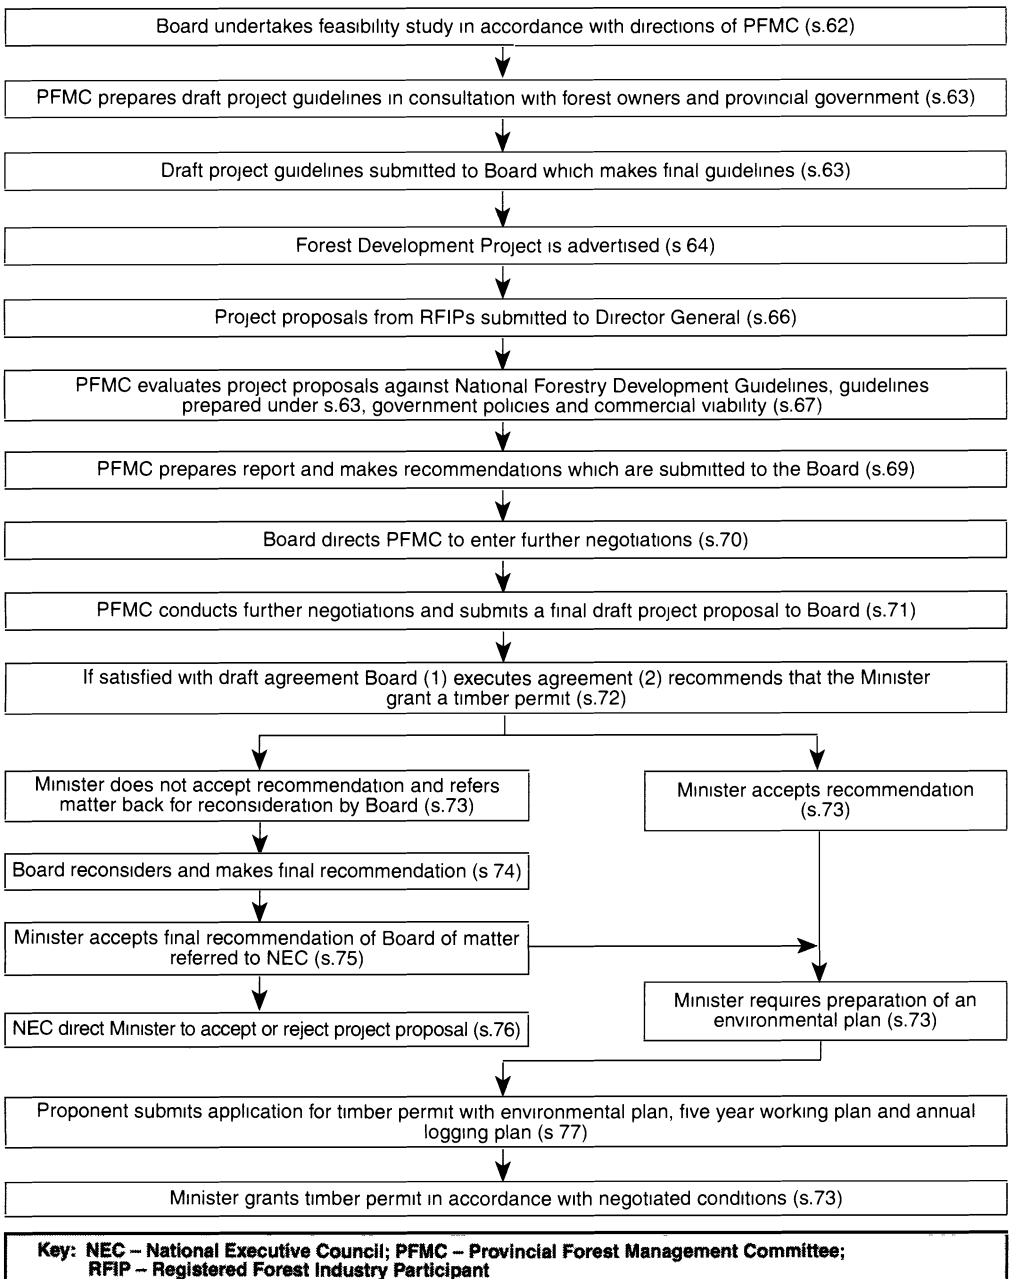 Board undertakes feasibility study in accordance with directions of PFMC (s.62)
PFMC prepares draft project guidelines in consultation with forest owners and provincial government (s.63)
Draft project guidelines submitted to Board which makes final guidelines (s.63)
Forest Development Project is advertised (s 64)
Project proposals from RFIPs submitted to Director General (s.66)
PFMC evaluates project proposals against National Forestry Development Guidelines, guidelines
prepared under s.63, government policies and commercial viability (s.67)
PFMC prepares report and makes recommendations which are submitted to the Board (s.69)
Board directs PFMC to enter further negotiations (s.70)
PFMC conducts further negotiations and submits a final draft project proposal to Board (s.71)
If satisfied with draft agreement Board (1) executes agreement (2) recommends that the Minister
grant a timber permit (s.72)
Minister does not accept recommendation and refers
matter back for reconsideration by Board (s.73)
Minister accepts recommendation
(s.73)
Board reconsiders and makes final recommendation (s 74)
Minister accepts final recommendation of Board of matter
referred to NEC (s.75)
Minister requires preparation of an
environmental plan (s.73)
NEC direct Minister to accept or reject project proposal (s.76)
Proponent submits application for timber permit with environmental plan, five year working plan and annual
logging plan (s 77)
Minister grants timber permit in accordance with negotiated conditions (s.73)
Key: NEC – National Executive Council; PFMC – Provincial Forest Management Committee;
RFIP – Registered Forest Industry Participant